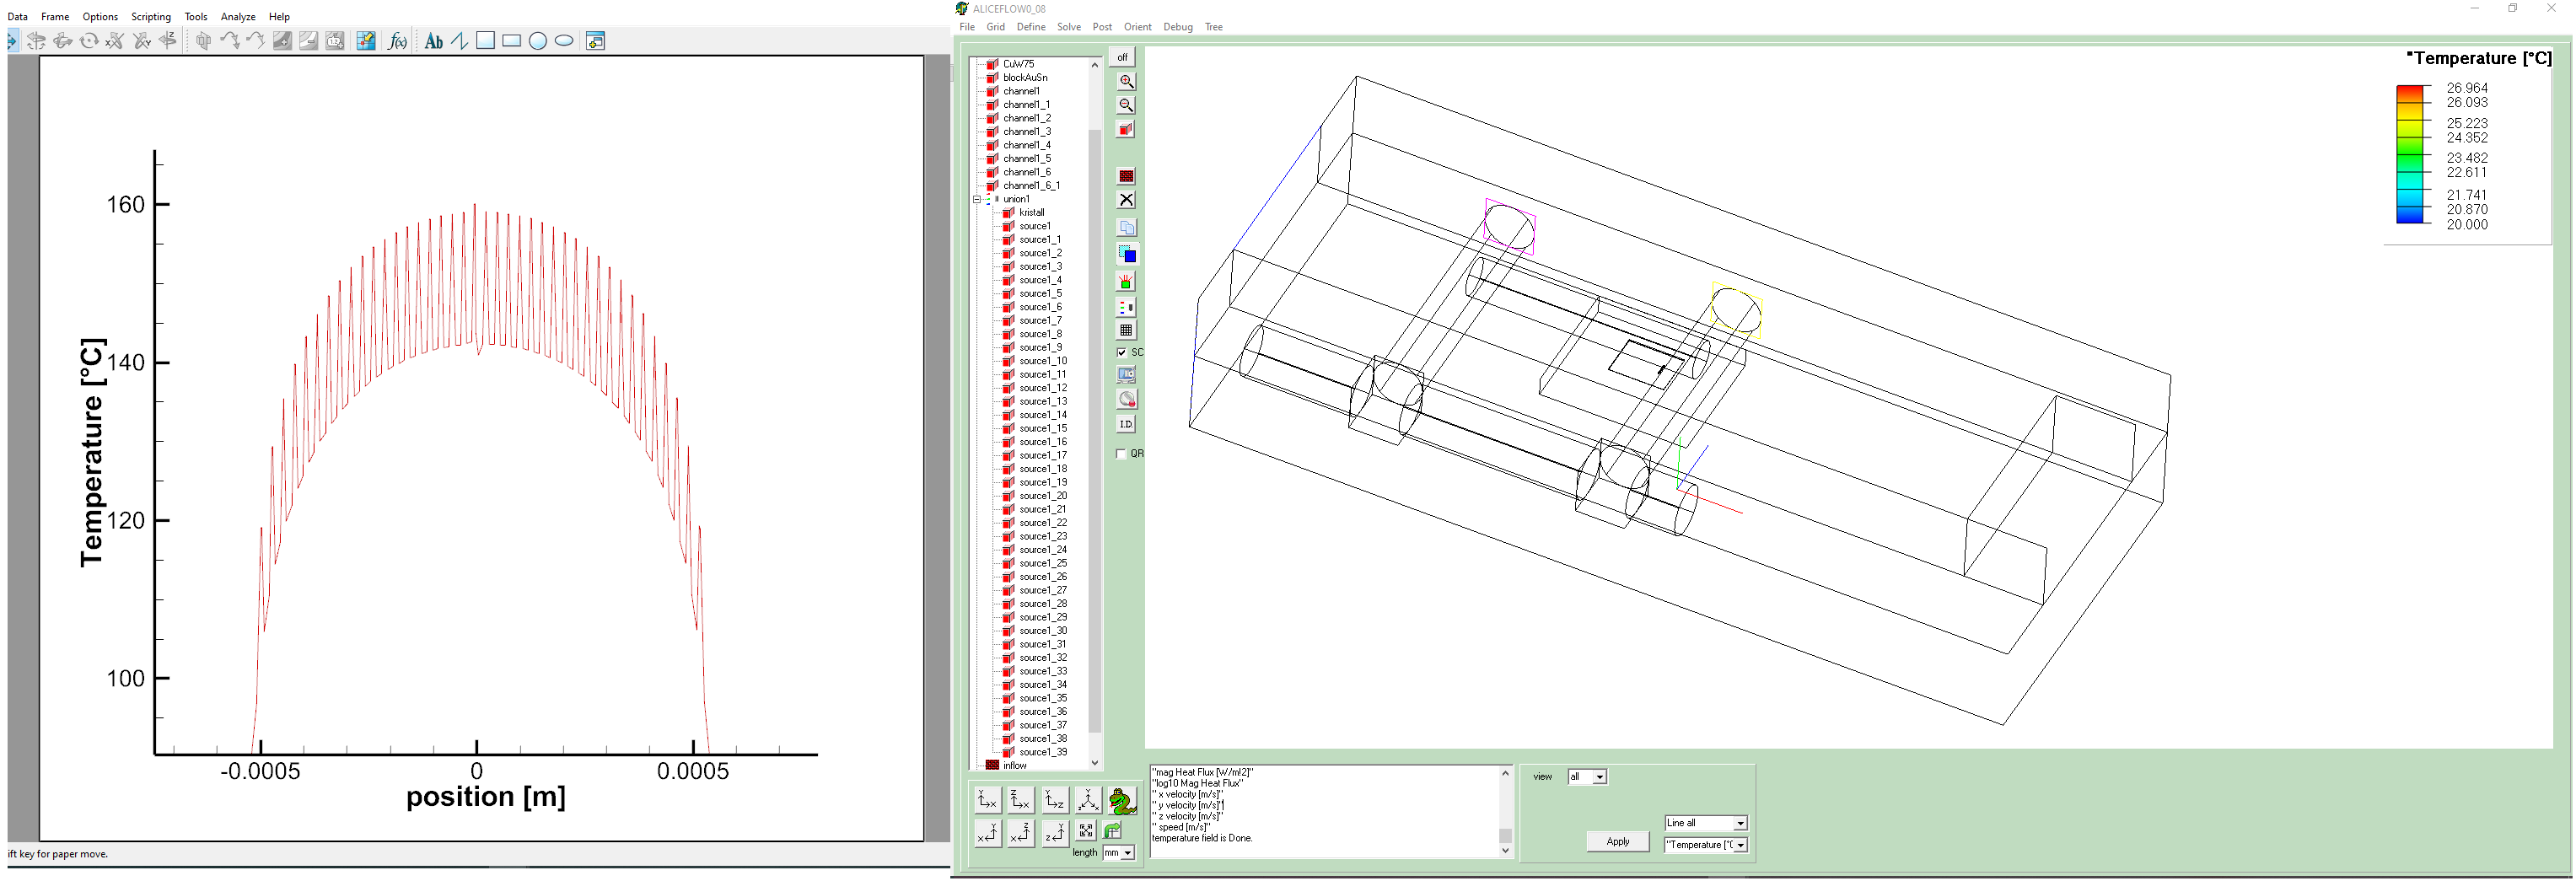 Data Frame Options Scripting Tools Analyze Help
Ab
f(x)
160
140
120
100
Temperature [°C]
-0.0005 0 0.0005
position [m]
ift key for paper move.
ALICEFLOW0_08
File Grid Define Solve Post Orient Debug Tree
CuW75
blockAuSn
channel1
channel1_1
channel1_2
channel1_3
channel1_4
channel1_5
channel1_6
channel1_6_1
union1
kristall
source1
source1_1
source1_2
source1_3
source1_4
source1_5
source1_6
source1_7
source1_8
source1_9
source1_10
source1_11
source1_12
source1_13
source1_14
source1_15
source1_16
source1_17
source1_18
source1_19
source1_20
source1_21
source1_22
source1_23
source1_24
source1_25
source1_26
source1_27
source1_28
source1_29
source1_30
source1_31
source1_32
source1_33
source1_34
source1_35
source1_36
source1_37
source1_38
source1_39
inflow
off
SC
I.D.
QR
length mm
"Temperature [°C]
26.964
26.093
25.223
24.352
23.482
22.611
21.741
20.870
20.000
"mag Heat Flux [W/m!2]"
"log10 Mag Heat Flux"
" x velocity [m/s]"
" y velocity [m/s]"
" z velocity [m/s]"
" speed [m/s]"
temperature field is Done.
view all
Line all
Apply
"Temperature [°C